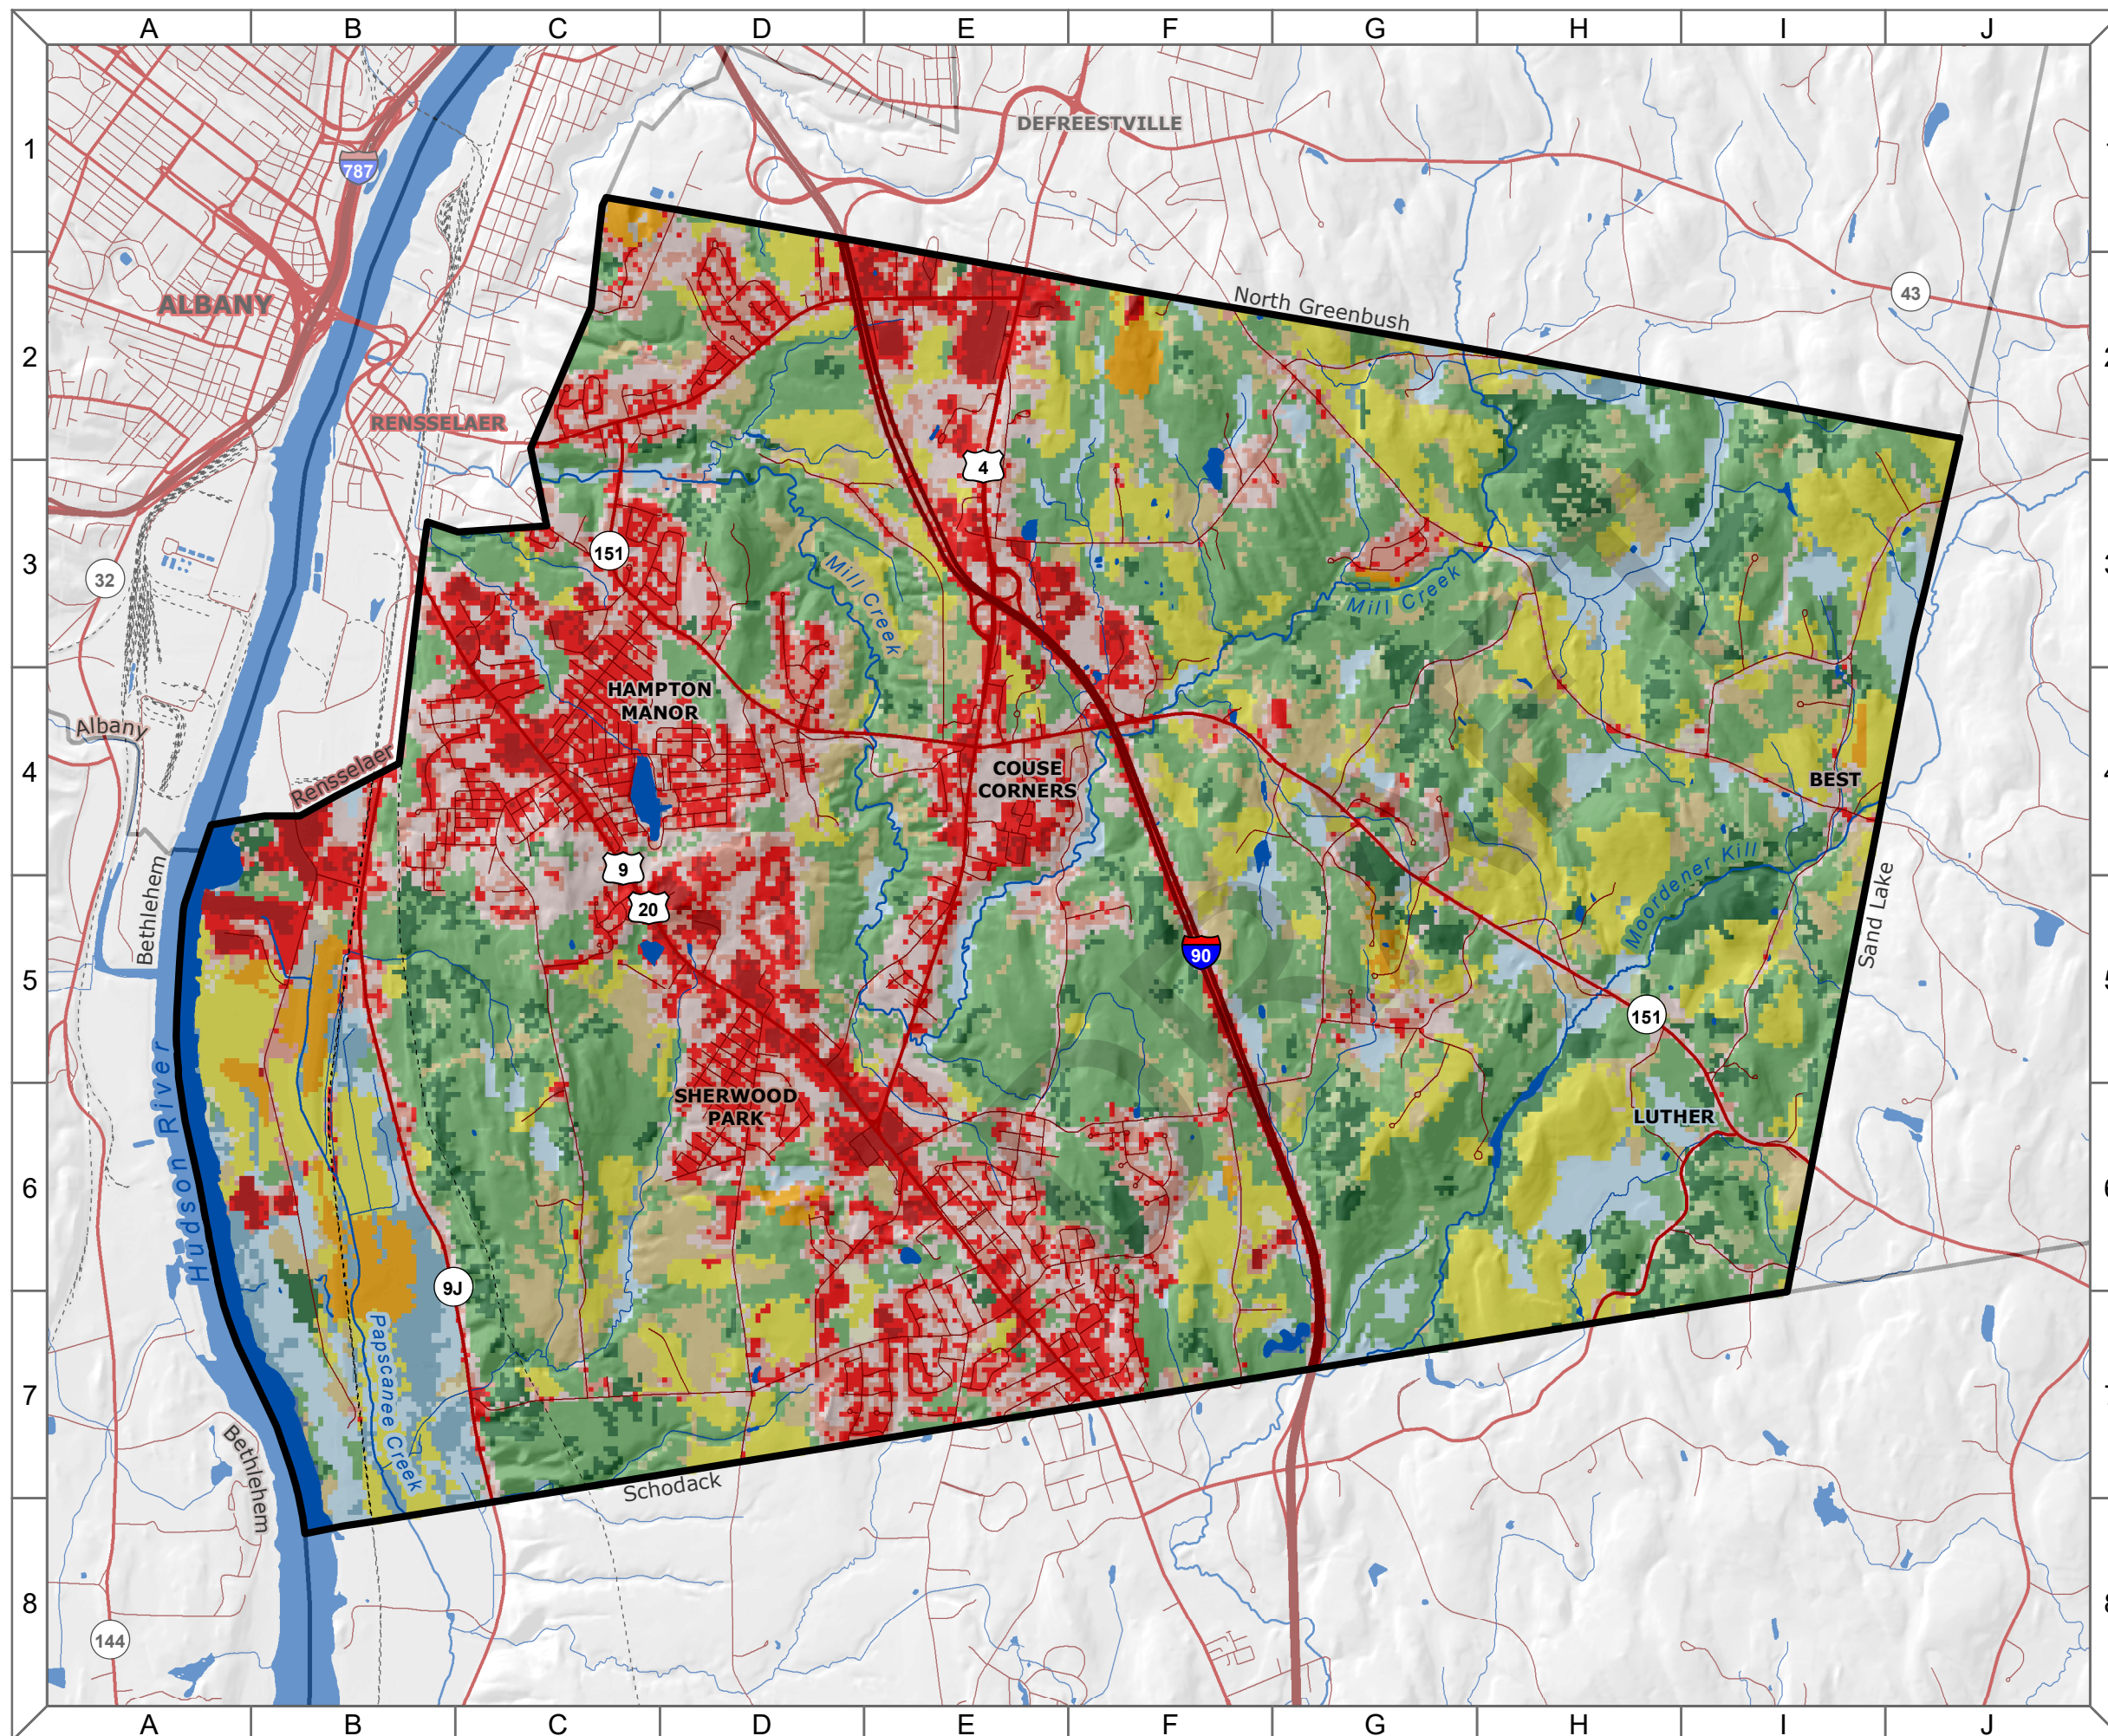 A B C D E F G H I J
1
DEFREESTVILLE
787
ALBANY
North Greenbush
43
2
RENSSELAER
4
3
32
151
Mill Creek
Mill Creek
HAMPTON
MANOR
Albany
Rensselaer
4
COUSE
CORNERS
BEST
Bethlehem
9
20
Moordener Kill
Sand Lake
5
90
151
Hudson River
SHERWOOD
PARK
LUTHER
6
9J
Papscanee Creek
7
Bethlehem
Schodack
8
144
A B C D E F G H I J